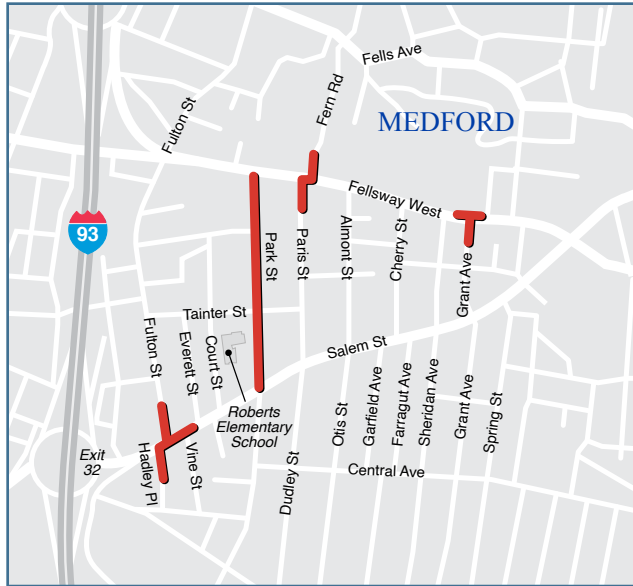 Fells Ave
Fern Rd
Fulton St
MEDFORD
Fellsway West
93
Park St
Paris St
Almont St
Cherry St
Grant Ave
Tainter St
Fulton St
Everett St
Court St
Salem St
Roberts
Elementary
School
Otis St
Garfield Ave
Farragut Ave
Sheridan Ave
Grant Ave
Spring St
Exit
32
Hadley Pl
Vine St
Dudley St
Central Ave